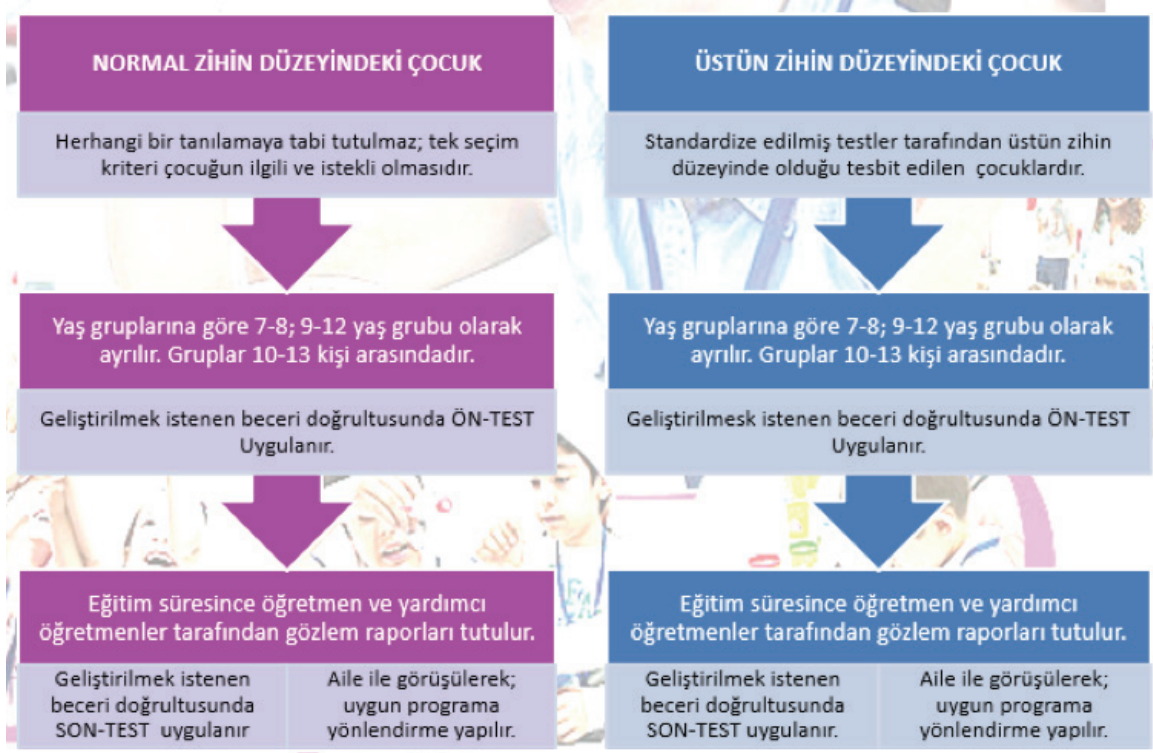 NORMAL ZİHİN DÜZEYİNDEKİ ÇOCUK
Herhangi bir tanılamaya tabi tutulmaz; tek seçim
kriteri çocuğun ilgili ve istekli olmasıdır.
Yaş gruplarına göre 7-8; 9-12 yaş grubu olarak
ayrılır. Gruplar 10-13 kişi arasındadır.
Geliştirilmek istenen beceri doğrultusunda ÖN-TEST
Uygulanır.
Eğitim süresince öğretmen ve yardımcı
öğretmenler tarafından gözlem raporları tutulur.
Geliştirilmek istenen
beceri doğrultusunda
SON-TEST uygulanır
Aile ile görüşülerek;
uygun programa
yönlendirme yapılır.
ÜSTÜN ZİHİN DÜZEYİNDEKİ ÇOCUK
Standardize edilmiş testler tarafından üstün zihin
düzeyinde olduğu tesbit edilen çocuklardır.
Yaş gruplarına göre 7-8; 9-12 yaş grubu olarak
ayrılır. Gruplar 10-13 kişi arasındadır.
Geliştirilmesk istenen beceri doğrultusunda ÖN-TEST
Uygulanır.
Eğitim süresince öğretmen ve yardımcı
öğretmenler tarafından gözlem raporları tutulur.
Geliştirilmek istenen
beceri doğrultusunda
SON-TEST uygulanır.
Aile ile görüşülerek;
uygun programa
yönlendirme yapılır.